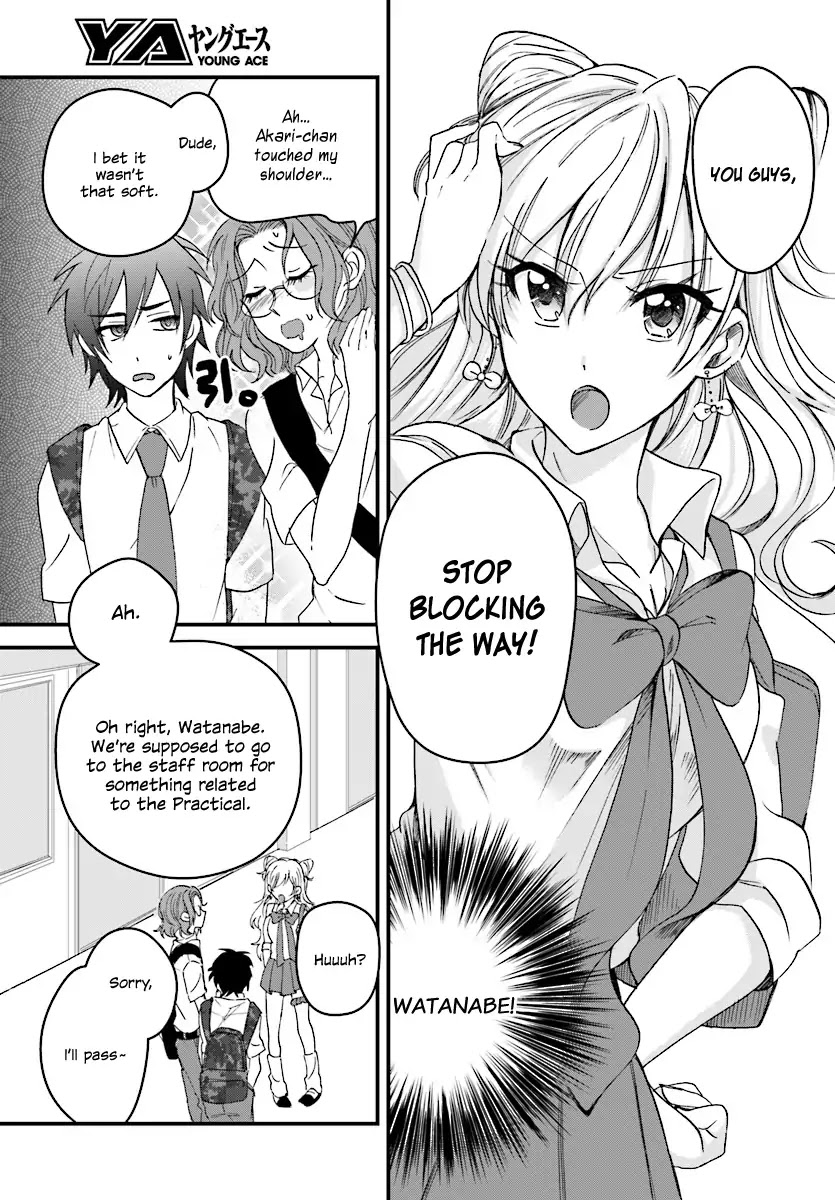 YA ヤングエース
YOUNG ACE
YOU GUYS,
STOP
BLOCKING
THE WAY!
WATANABE!
Ah...
Akari-chan
touched my
shoulder...
Dude,
I bet it
wasn't
that soft.
引。
Ah.
Oh right, Watanabe.
We're supposed to go
to the staff room for
something related
to the Practical.
Huuuh?
Sorry,
I'll pass~